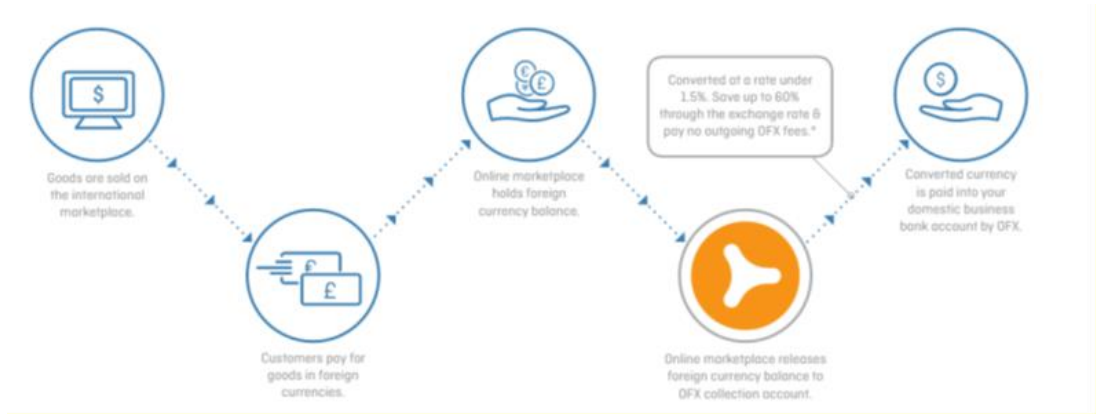 $
Goods are sold on
the international
marketplace.
£
£
Customers pay for
goods in foreign
currencies.
€
£
Online marketplace
holds foreign
currency balance.
Converted at a rate under
1.5%. Save up to 60%
through the exchange rate &
pay no outgoing OFX fees.*
Online marketplace releases
foreign currency balance to
OFX collection account.
$
Converted currency
is paid into your
domestic business
bank account by OFX.